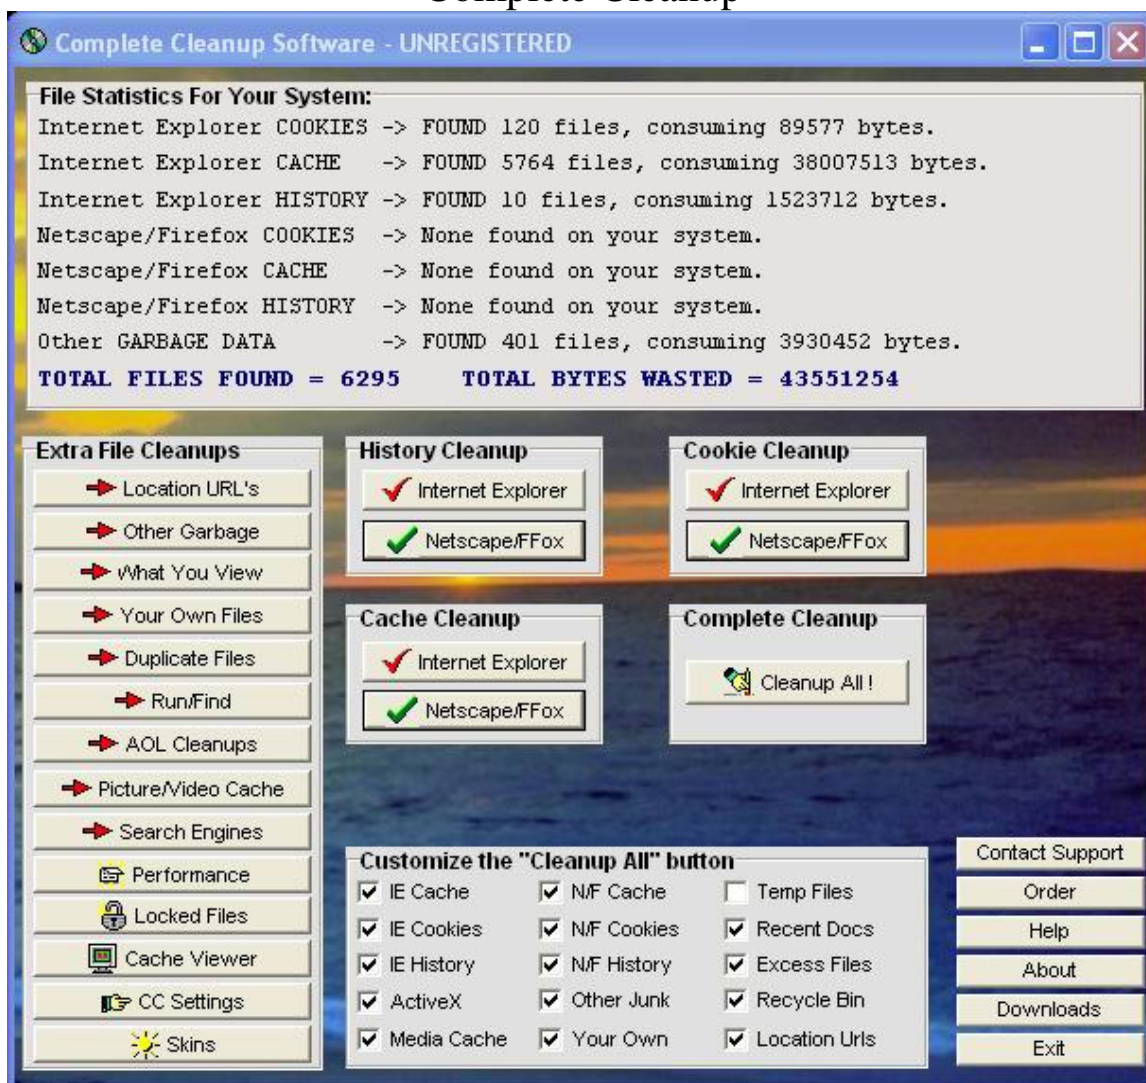 Complete Cleanup
Complete Cleanup Software - UNREGISTERED
File Statistics For Your System:
Internet Explorer COOKIES -> FOUND 120 files, consuming 89577 bytes.
Internet Explorer CACHE -> FOUND 5764 files, consuming 38007513 bytes.
Internet Explorer HISTORY -> FOUND 10 files, consuming 1523712 bytes.
Netscape/Firefox COOKIES -> None found on your system.
Netscape/Firefox CACHE -> None found on your system.
Netscape/Firefox HISTORY -> None found on your system.
Other GARBAGE DATA -> FOUND 401 files, consuming 3930452 bytes.
TOTAL FILES FOUND = 6295 TOTAL BYTES WASTED = 43551254
Extra File Cleanups
Location URL's
Other Garbage
What You View
Your Own Files
Duplicate Files
Run/Find
AOL Cleanups
Picture/Video Cache
Search Engines
Performance
Locked Files
Cache Viewer
CC Settings
Skins
History Cleanup
Internet Explorer
Netscape/FFox
Cookie Cleanup
Internet Explorer
Netscape/FFox
Cache Cleanup
Internet Explorer
Netscape/FFox
Complete Cleanup
Cleanup All !
Customize the "Cleanup All" button
IE Cache N/F Cache Temp Files
IE Cookies N/F Cookies Recent Docs
IE History N/F History Excess Files
ActiveX Other Junk Recycle Bin
Media Cache Your Own Location Urls
Contact Support
Order
Help
About
Downloads
Exit